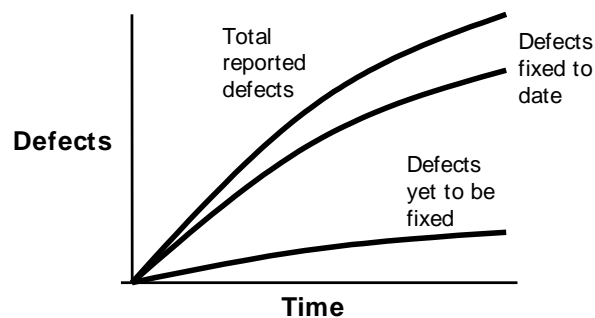 Total
reported
defects
Defects
fixed to
date
Defects
Defects
yet to be
fixed
Time